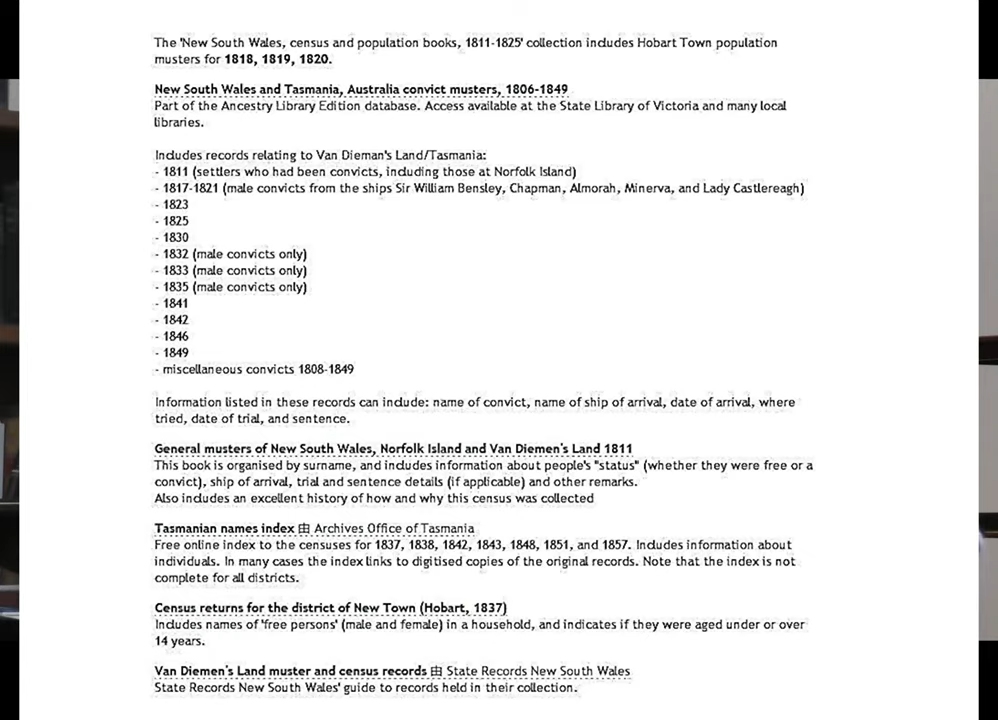 The 'New South Wales, census and population books, 1811-1825' collection includes Hobart Town population
musters for 1818, 1819, 1820.
New South Wales and Tasmania, Australia convict musters, 1806-1849
Part of the Ancestry Library Edition database. Access available at the State Library of Victoria and many local
libraries.
Includes records relating to Van Dieman's Land/Tasmania:
- 1811 (settlers who had been convicts, including those at Norfolk Island)
- 1817-1821 (male convicts from the ships Sir William Bensley, Chapman, Almorah, Minerva, and Lady Castlereagh)
- 1823
- 1825
- 1830
- 1832 (male convicts only)
- 1833 (male convicts only)
- 1835 (male convicts only)
- 1841
- 1842
- 1846
- 1849
- miscellaneous convicts 1808-1849
Information listed in these records can include: name of convict, name of ship of arrival, date of arrival, where
tried, date of trial, and sentence.
General musters of New South Wales, Norfolk Island and Van Diemen's Land 1811
This book is organised by surname, and includes information about people's "status" (whether they were free or a
convict), ship of arrival, trial and sentence details (if applicable) and other remarks.
Also includes an excellent history of how and why this census was collected
Tasmanian names index Archives Office of Tasmania
Free online index to the censuses for 1837, 1838, 1842, 1843, 1848, 1851, and 1857. Includes information about
individuals. In many cases the index links to digitised copies of the original records. Note that the index is not
complete for all districts.
Census returns for the district of New Town (Hobart, 1837)
Includes names of 'free persons' (male and female) in a household, and indicates if they were aged under or over
14 years.
Van Diemen's Land muster and census records State Records New South Wales
State Records New South Wales' guide to records held in their collection.